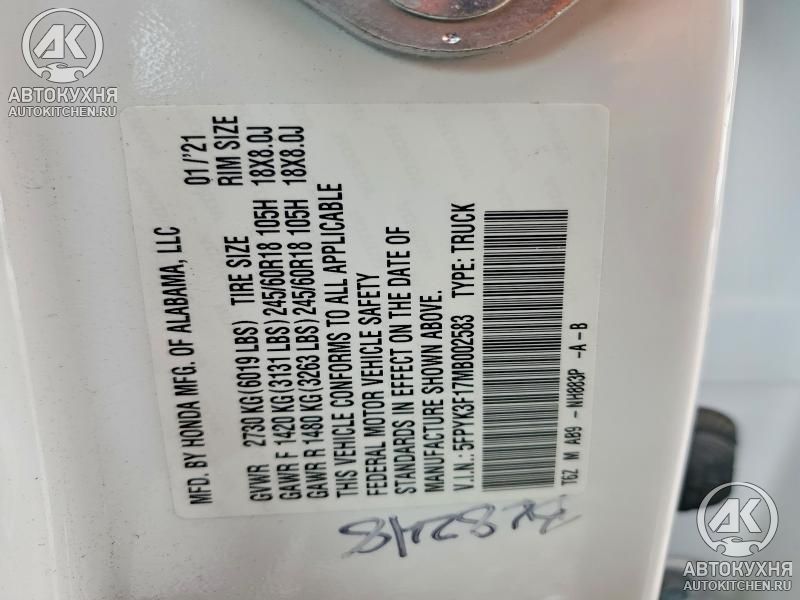 MFD. BY HONDA MFG. OF ALABAMA, LLC 01/'21
GVWR 2730 KG(6019 LBS) TIRE SIZE RIM SIZE
GAWR F 1420 KG(3131 LBS)245/60R18 105H 18X8.0J
GAWR R 1480 KG(3263 LBS)245/60R18 105H 18X8.0J
THIS VEHICLE CONFORMS TO ALL APPLICABLE
FEDERAL MOTOR VEHICLE SAFETY
STANDARDS IN EFFECT ON THE DATE OF
MANUFACTURE SHOWN ABOVE.
V.I.N.: 5FPYK3F17MB002583 TYPE: TRUCK
T6Z M A09 -NH883P -A-B
AK
АВТОКУХНЯ
AUTOKITCHEN.RU
AK
АВТОКУХНЯ
AUTOKITCHEN.RU